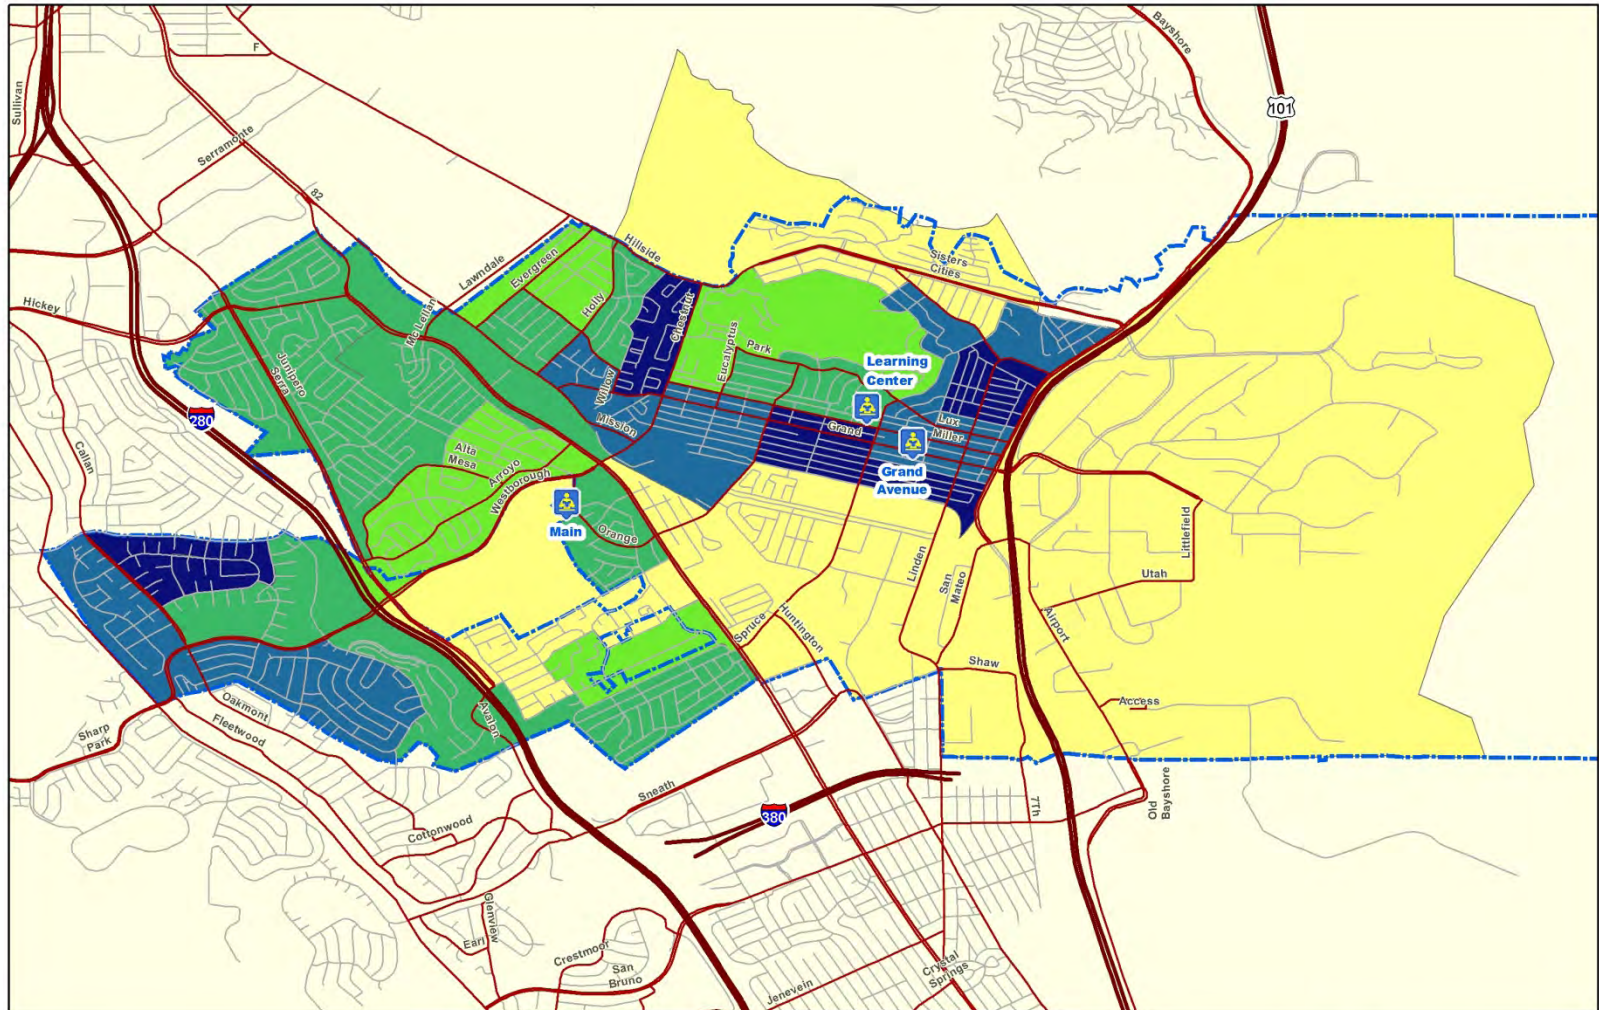 Bayshore
F
101
Sullivan
Serramonte
82
Hillside
Lawndale
Evergreen
Sisters
Cities
Holly
Chestnut
Hickey
Mc Lellan
Eucalyptus
Park
Junipero
Serra
Learning
Center
Willow
280
Mission
Grand
Lux
Miller
Callan
Alta
Mesa
Arroyo
Westborough
Grand
Avenue
Main
Orange
Littlefield
Linden
San
Mateo
Utah
Airport
Spruce
Huntington
Shaw
Oakmont
Access
Avalon
Fleetwood
Sharp
Park
Sneath
7Th
Old
Bayshore
380
Cottonwood
Glenview
Earl
Crestmoor
San
Bruno
Crystal
Springs
Jenevein